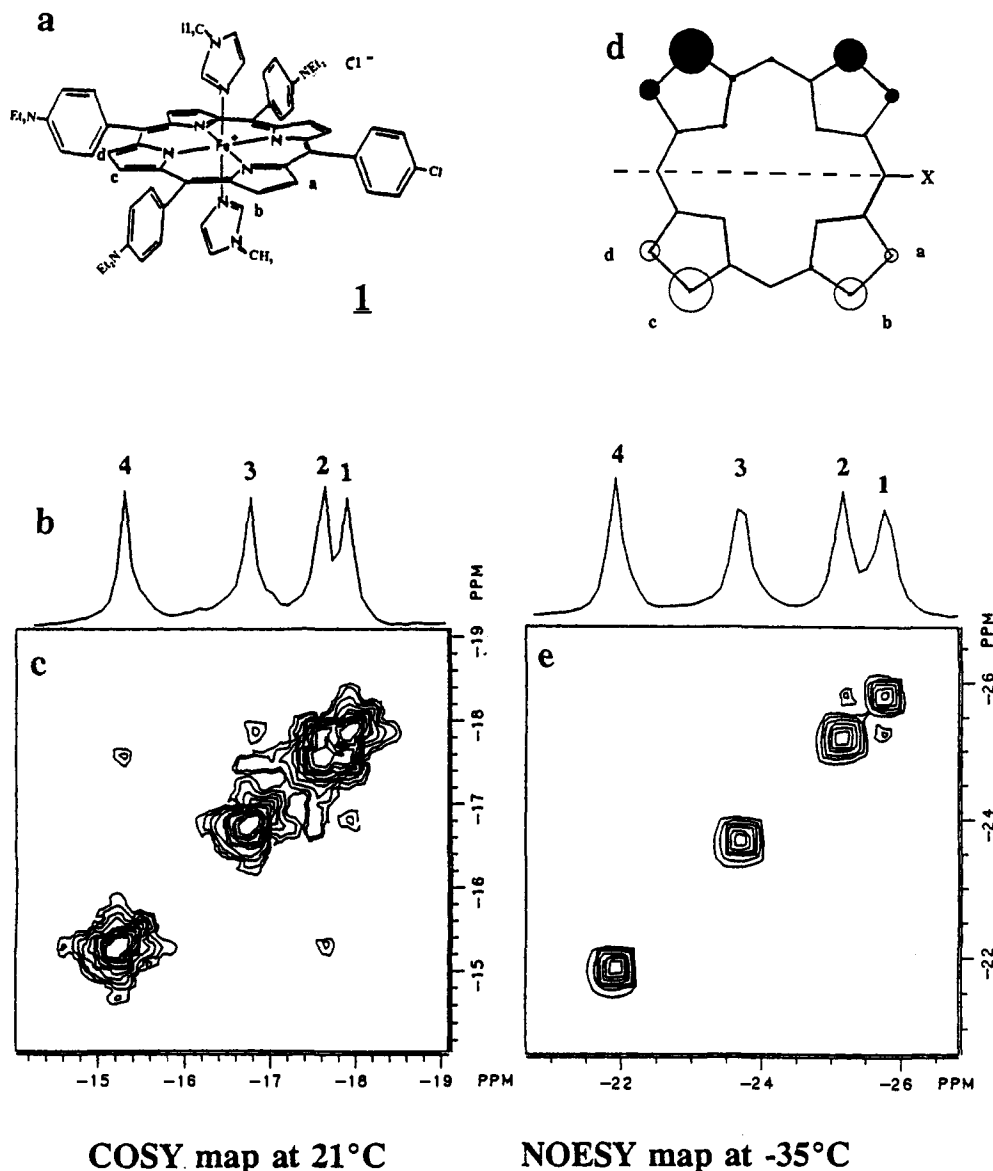 a
H₃C
N
N
NEt₂
Cl⁻
Et₂N
N
N
Fe⁺
N
N
Cl
d
c
a
N
b
Et₂N
N
CH₃
1
d
X
d
a
c
b
b
4 3 2 1
4 3 2 1
c
PPM
-19
-18
-17
-16
-15
-15 -16 -17 -18 -19 PPM
e
PPM
-26
-24
-22
-22 -24 -26 PPM
COSY map at 21°C
NOESY map at -35°C